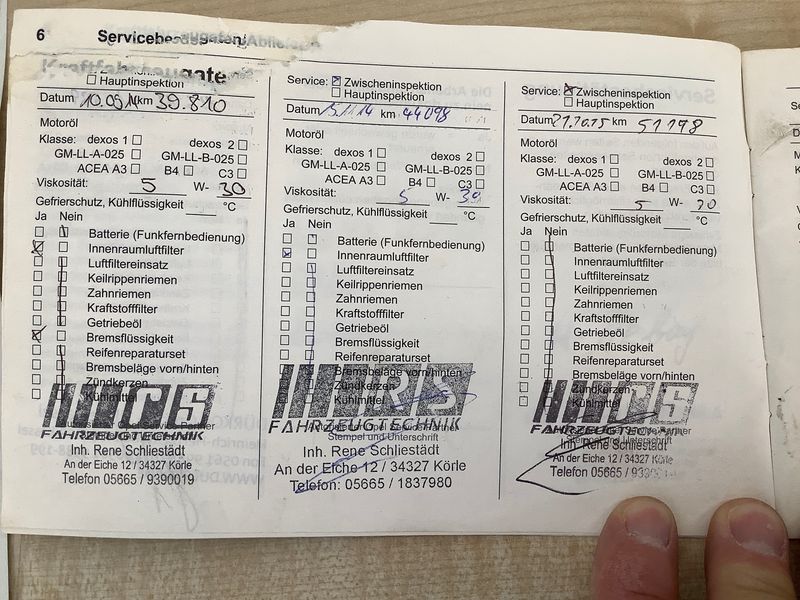 6
Hauptinspektion
Datum km 39.810
Motoröl
Klasse: dexos 1 dexos 2
GM-LL-A-025 GM-LL-B-025
ACEA A3 B4 C3
Viskosität: 5 W- 30
Gefrierschutz, Kühlflüssigkeit °C
Ja Nein
Batterie (Funkfernbedienung)
Innenraumluftfilter
Luftfiltereinsatz
Keilrippenriemen
Zahnriemen
Kraftstofffilter
Getriebeöl
Bremsflüssigkeit
Reifenreparaturset
Bremsbeläge vorn/hinten
Zündkerzen
Kühlmittel
FAHRZEUGTECHNIK
Inh. Rene Schliestädt
An der Eiche 12 / 34327 Körle
Telefon 05665 / 9390019
Service: Zwischeninspektion
Hauptinspektion
Datum km 44098
Motoröl
Klasse: dexos 1 dexos 2
GM-LL-A-025 GM-LL-B-025
ACEA A3 B4 C3
Viskosität: 5 W- 30
Gefrierschutz, Kühlflüssigkeit °C
Ja Nein
Batterie (Funkfernbedienung)
Innenraumluftfilter
Luftfiltereinsatz
Keilrippenriemen
Zahnriemen
Kraftstofffilter
Getriebeöl
Bremsflüssigkeit
Reifenreparaturset
Bremsbeläge vorn/hinten
Zündkerzen
Kühlmittel
FAHRZEUGTECHNIK
Stempel und Unterschrift
Inh. Rene Schliestädt
An der Eiche 12 / 34327 Körle
Telefon: 05665 / 1837980
Service: Zwischeninspektion
Hauptinspektion
Datum 21.10.15 km 51198
Motoröl
Klasse: dexos 1 dexos 2
GM-LL-A-025 GM-LL-B-025
ACEA A3 B4 C3
Viskosität: 5 W-
Gefrierschutz, Kühlflüssigkeit °C
Ja Nein
Batterie (Funkfernbedienung)
Innenraumluftfilter
Luftfiltereinsatz
Keilrippenriemen
Zahnriemen
Kraftstofffilter
Getriebeöl
Bremsflüssigkeit
Reifenreparaturset
Bremsbeläge vorn/hinten
Zündkerzen
Kühlmittel
FAHRZEUGTECHNIK
Stempel und Unterschrift
Inh. Rene Schliestädt
An der Eiche 12 / 34327 Körle
Telefon 05665